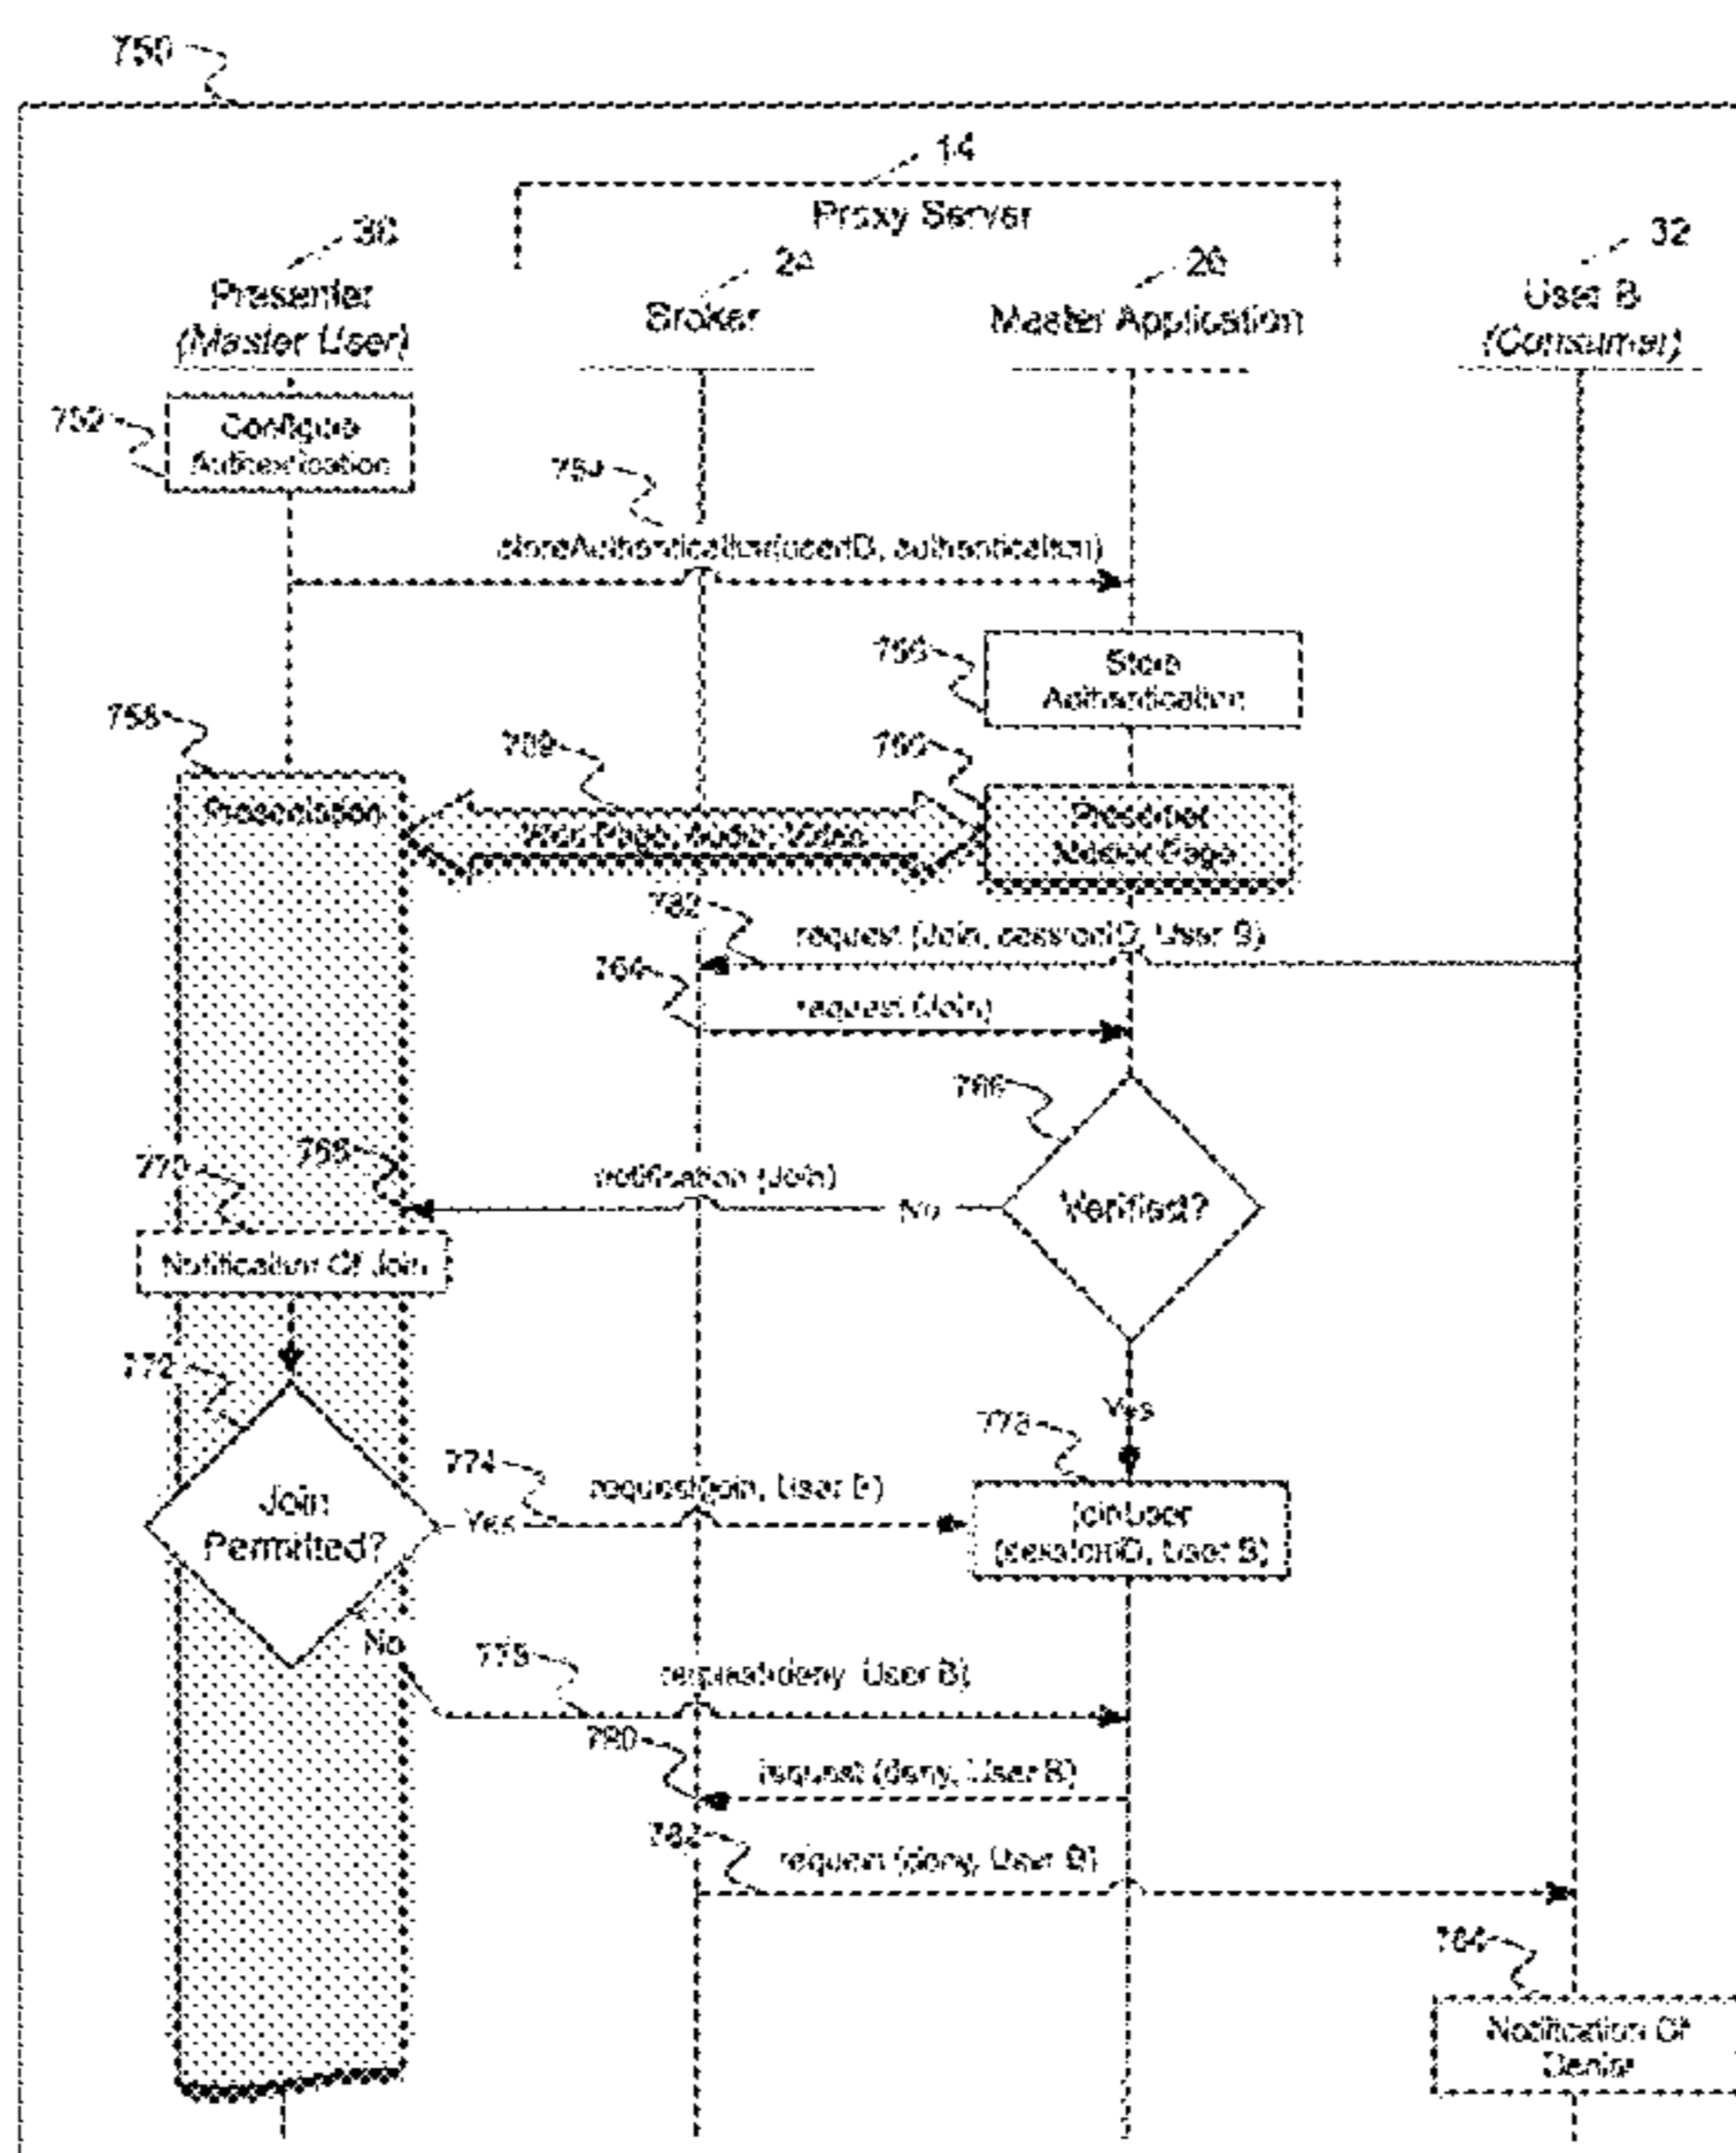 750
14
Proxy Server
30
24
20
32
Presenter
(Master User)
Broker
Master Application
User B
(Consumer)
752
Configure
Authentication
754
storeAuthentication(userID, authentication)
756
Store
Authentication
758
759
760
Presentation
Web Page, Audio, Video
Presenter
Master Page
762
request (Join, sessionID, User B)
764
request (Join)
766
Verified?
768
notification (Join)
No
770
Notification Of Join
772
Join
Permitted?
Yes
774
request(join, User B)
Yes
joinUser
(sessionID, User B)
No
request(deny, User B)
780
request (deny, User B)
782
request (deny, User B)
784
Notification Of